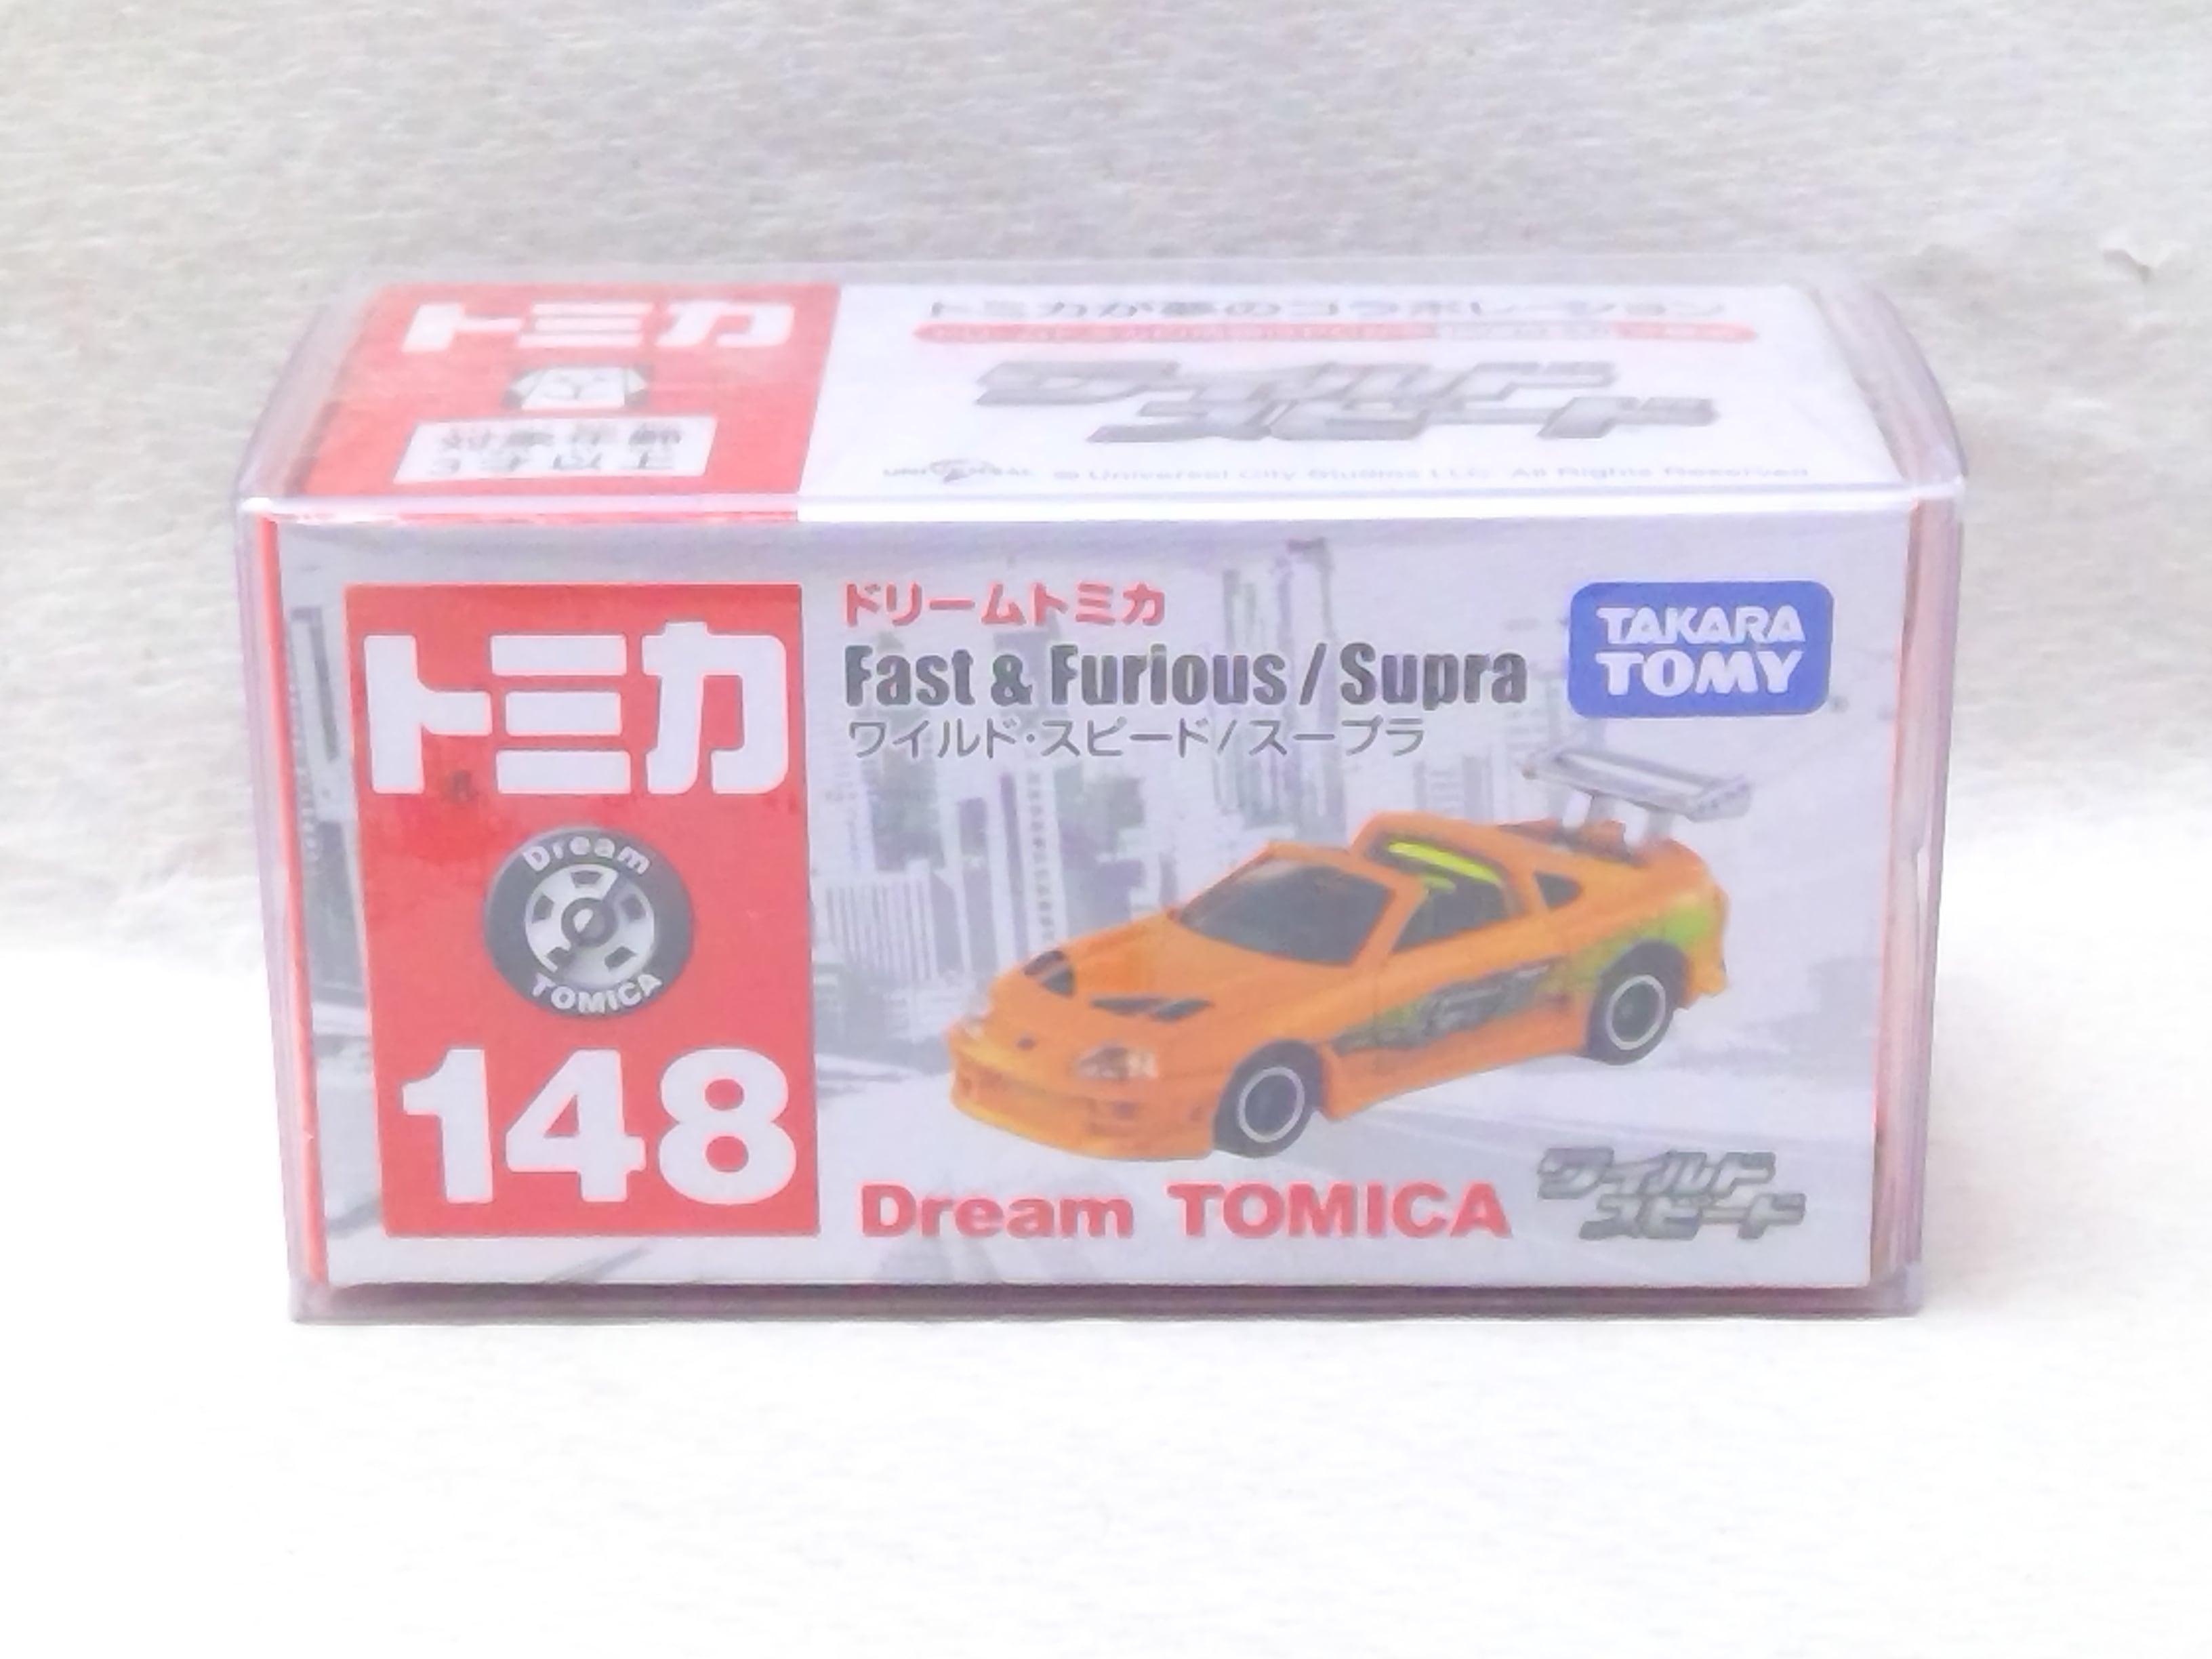 トミカ
対象年齢
3才以上
トミカが夢のコラボレーション
ワイルド
スピード
UNIVERSAL © Universal City Studios LLC. All Rights Reserved.
トミカ
Dream
TOMICA
148
ドリームトミカ
Fast & Furious / Supra
ワイルド・スピード/スープラ
TAKARA
TOMY
Dream TOMICA
ワイルド
スピード